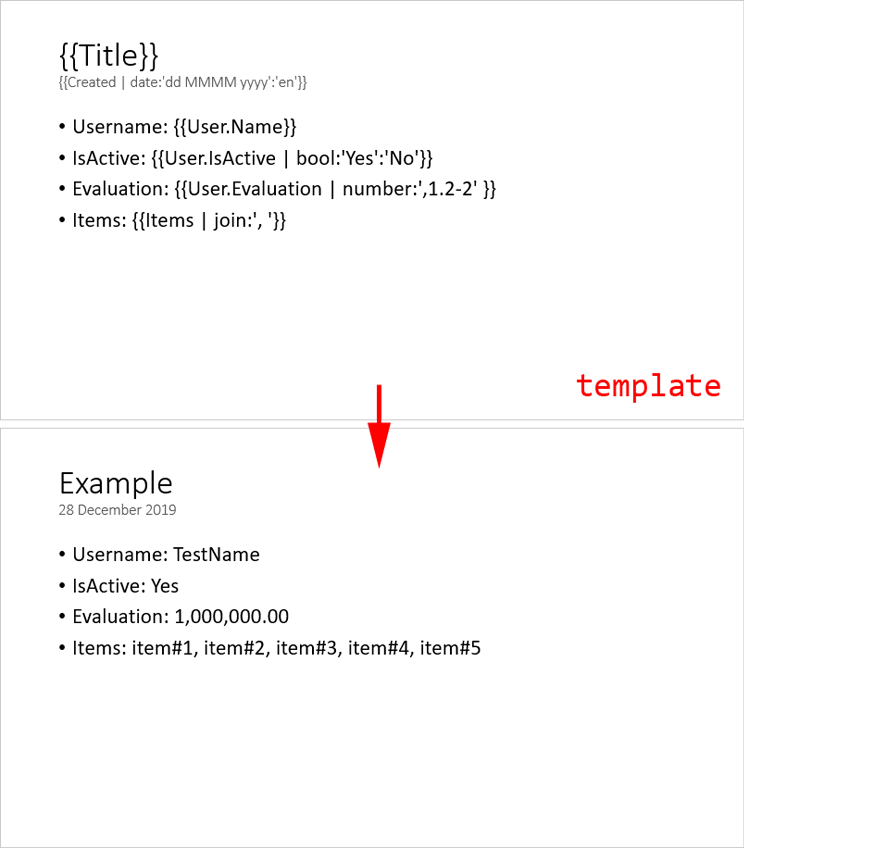 {{Title}}
{{Created | date:'dd MMMM yyyy':'en'}}
• Username: {{User.Name}}
• IsActive: {{User.IsActive | bool:'Yes':'No'}}
• Evaluation: {{User.Evaluation | number:',1.2-2' }}
• Items: {{Items | join:', '}}
template
Example
28 December 2019
• Username: TestName
• IsActive: Yes
• Evaluation: 1,000,000.00
• Items: item#1, item#2, item#3, item#4, item#5